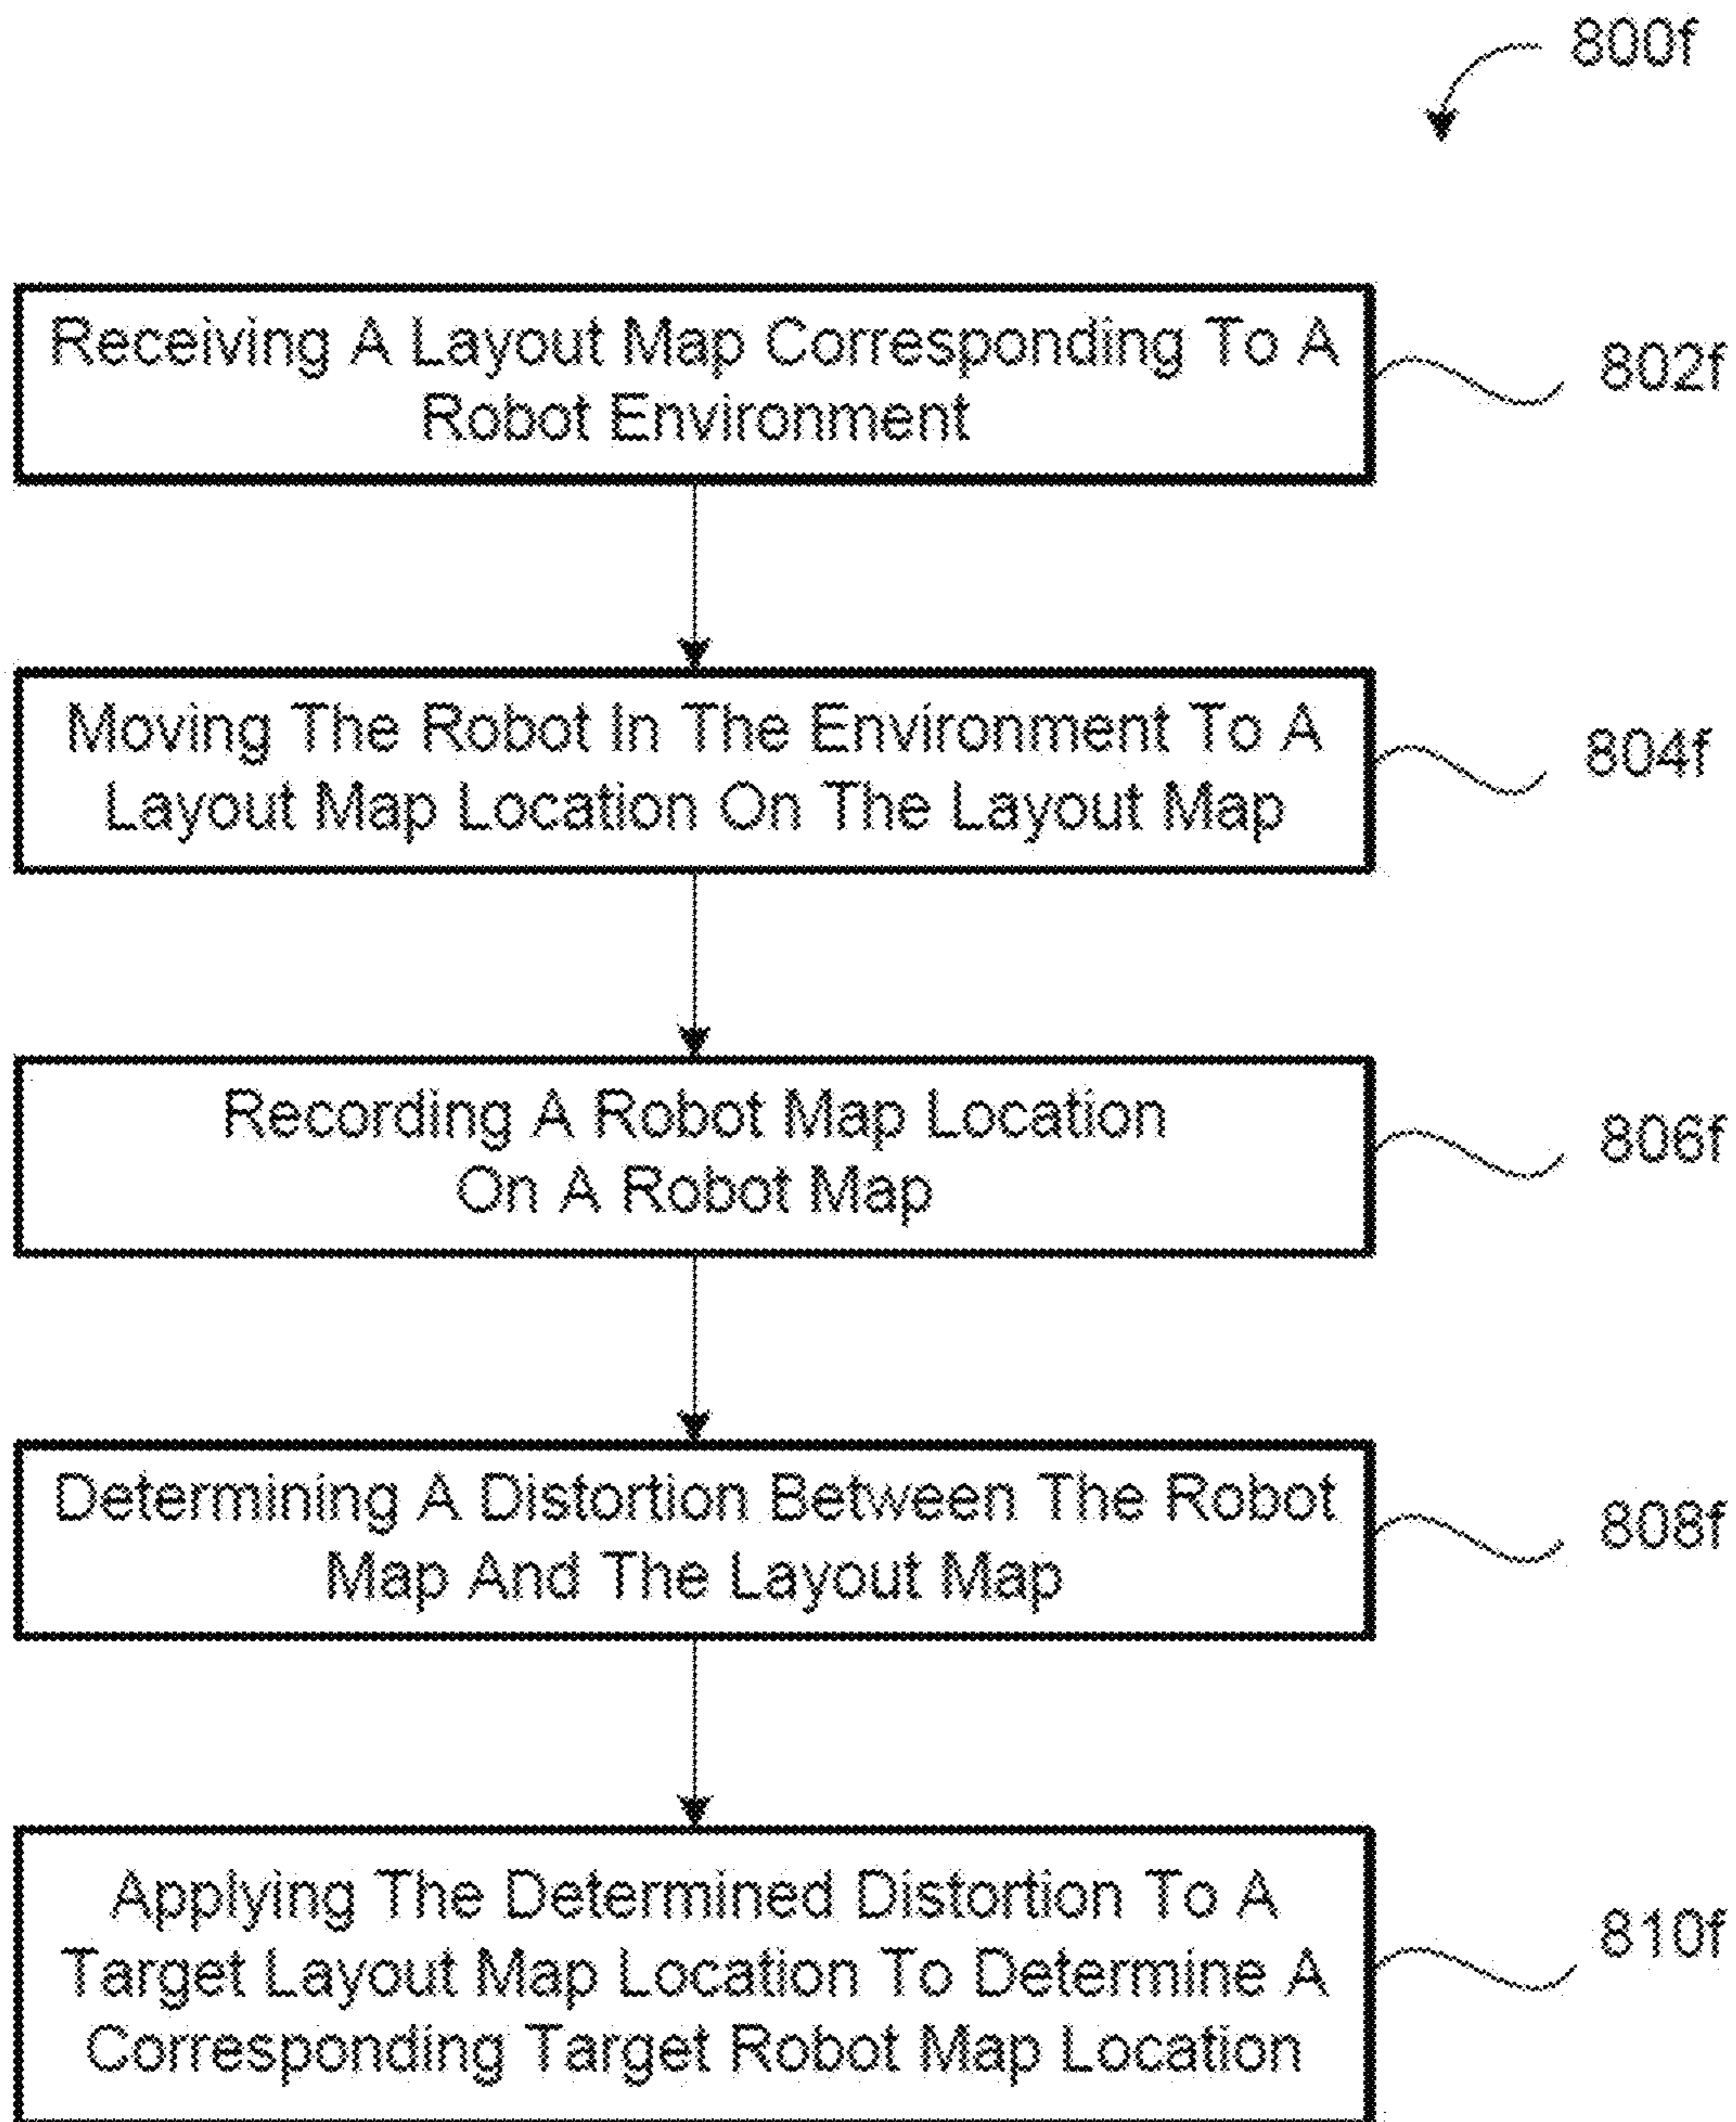 800f
Receiving A Layout Map Corresponding To A
Robot Environment
802f
Moving The Robot In The Environment To A
Layout Map Location On The Layout Map
804f
Recording A Robot Map Location
On A Robot Map
806f
Determining A Distortion Between The Robot
Map And The Layout Map
808f
Applying The Determined Distortion To A
Target Layout Map Location To Determine A
Corresponding Target Robot Map Location
810f